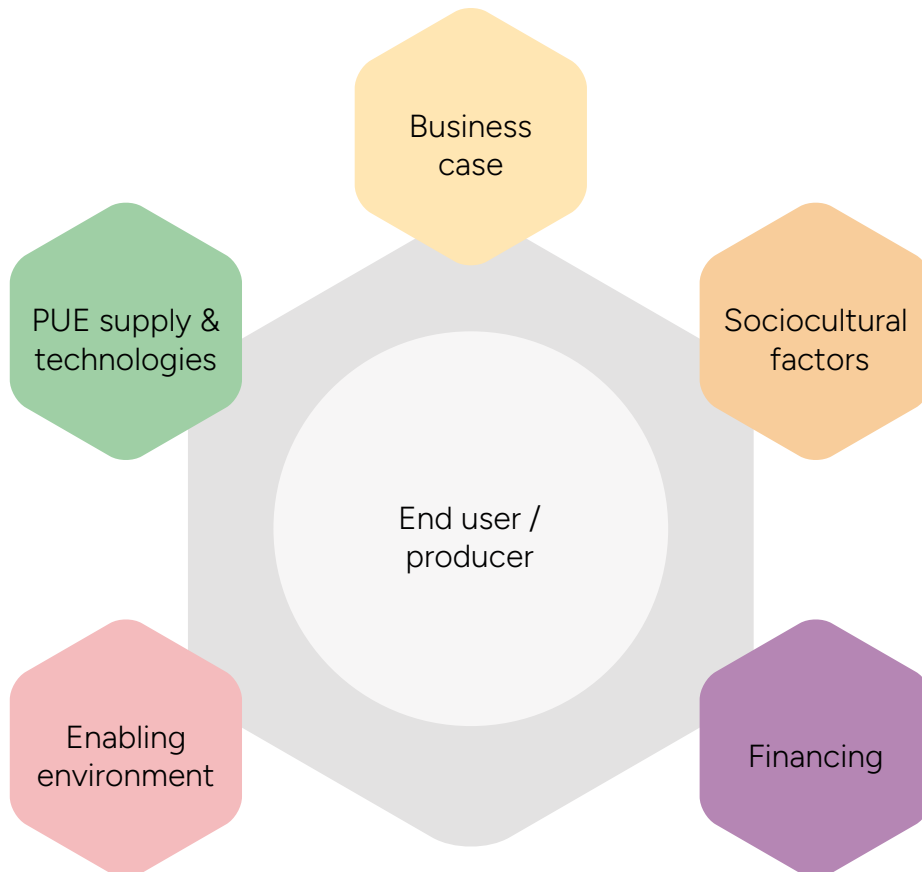 Business
case
PUE supply &
technologies
Sociocultural
factors
End user /
producer
Enabling
environment
Financing